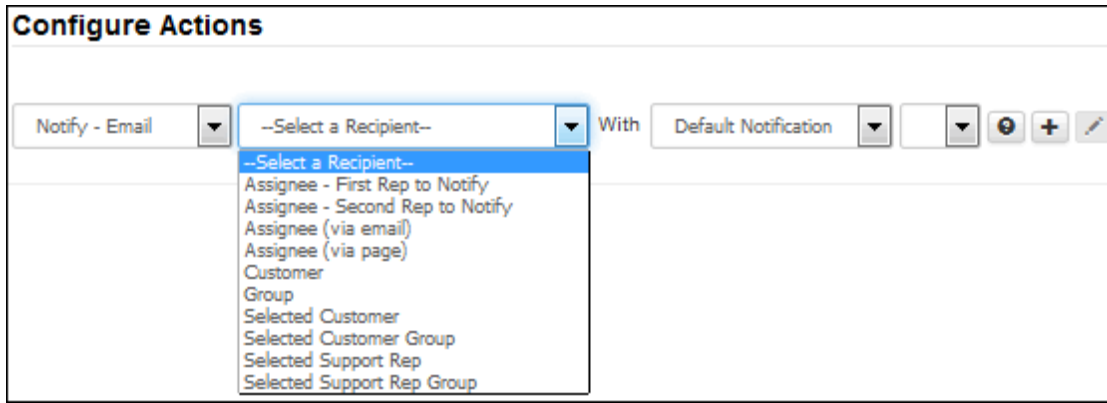 Configure Actions
Notify - Email --Select a Recipient-- With Default Notification
--Select a Recipient--
Assignee - First Rep to Notify
Assignee - Second Rep to Notify
Assignee (via email)
Assignee (via page)
Customer
Group
Selected Customer
Selected Customer Group
Selected Support Rep
Selected Support Rep Group